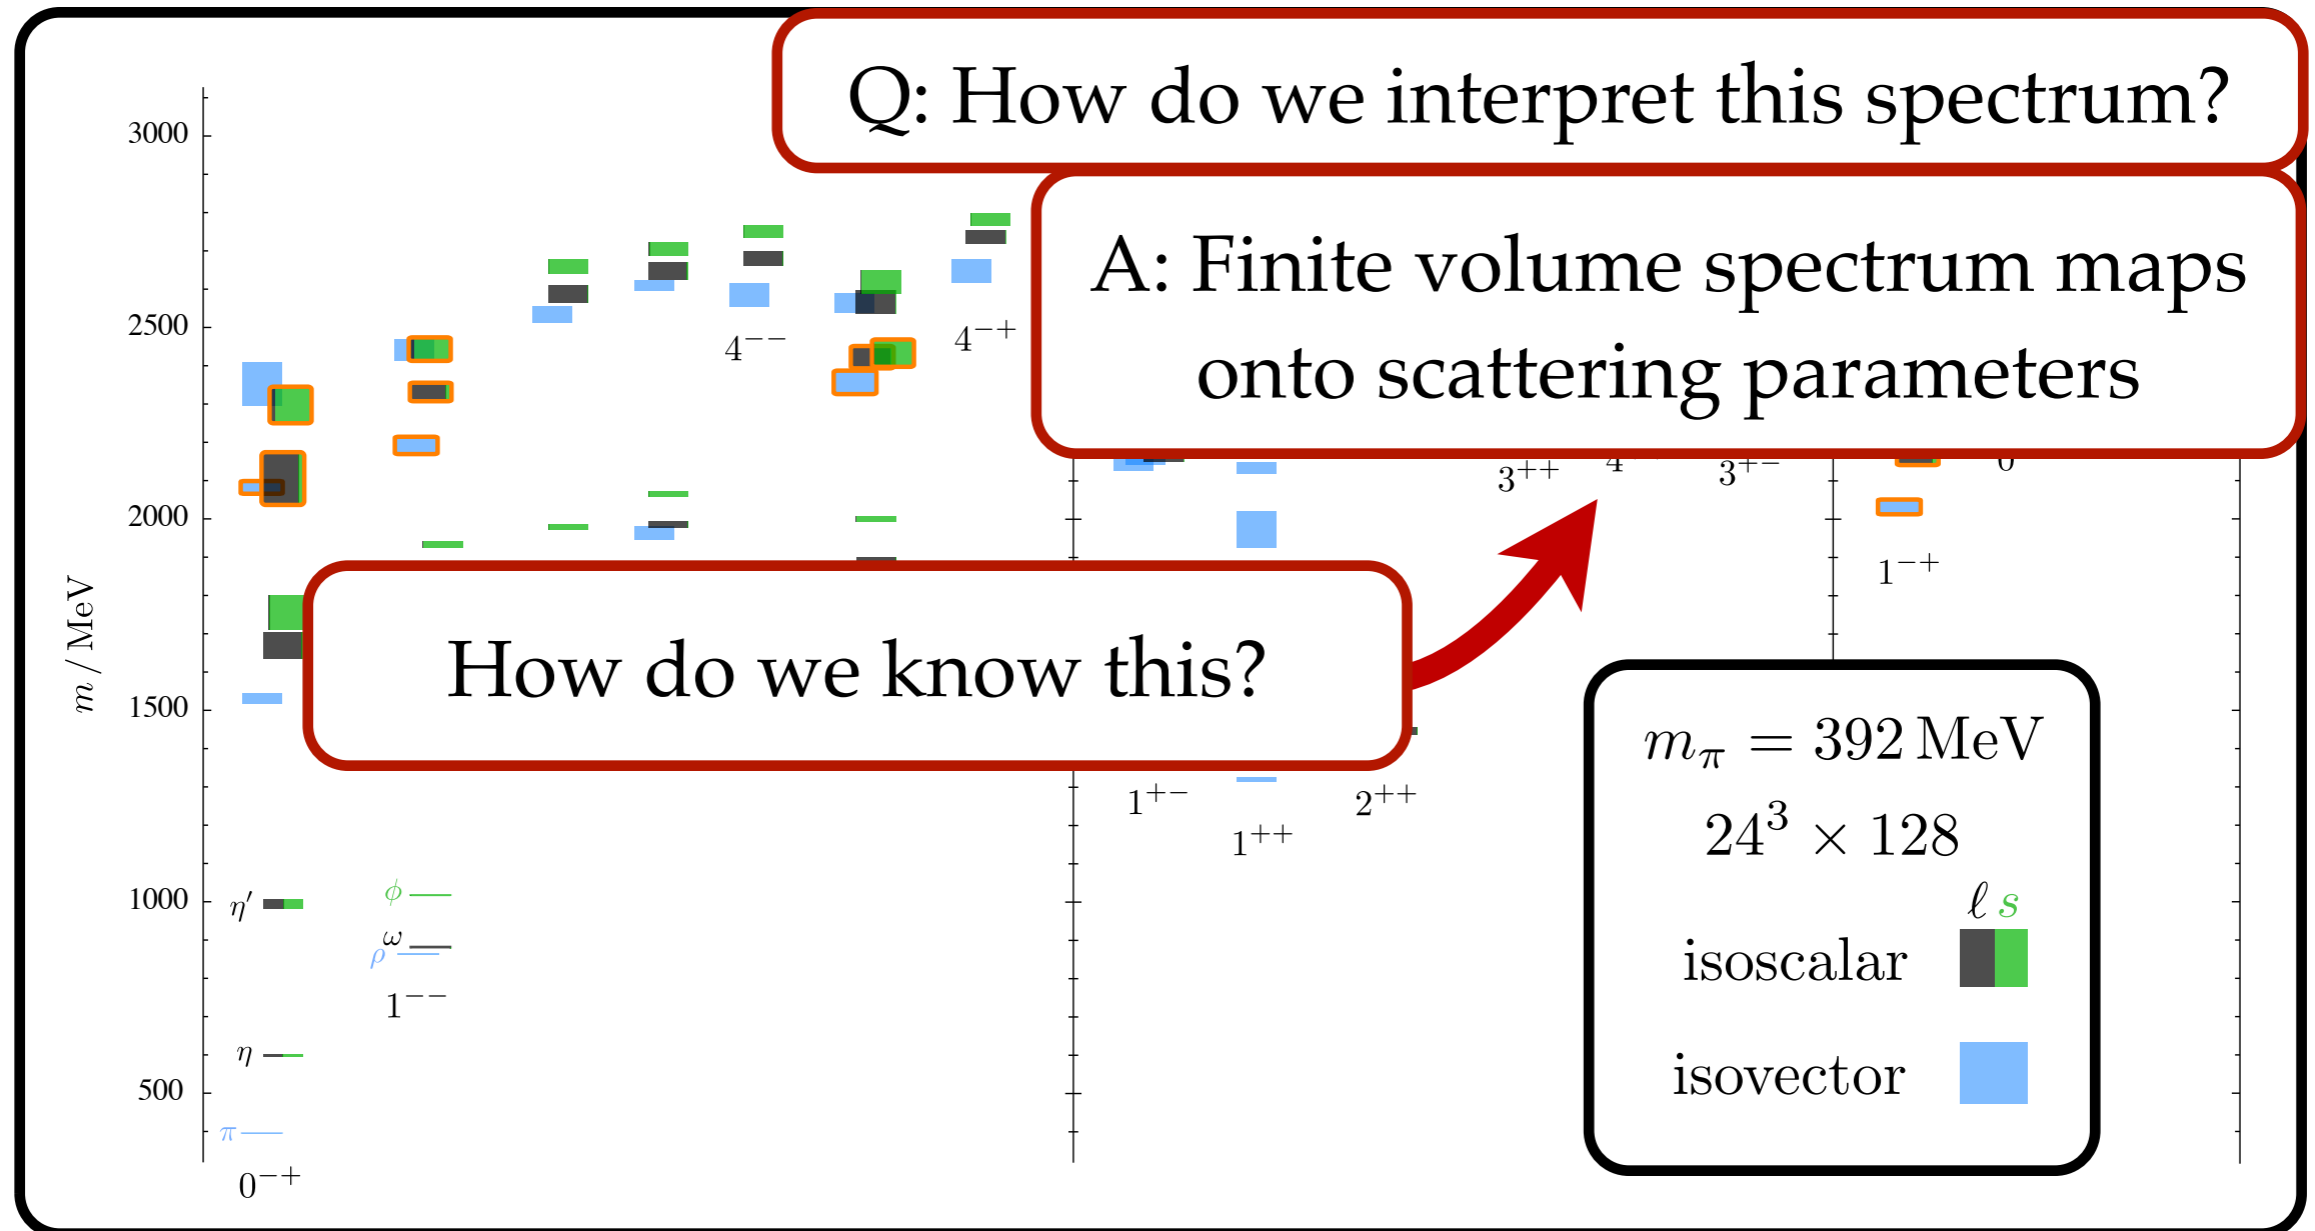 Q: How do we interpret this spectrum?
A: Finite volume spectrum maps
onto scattering parameters
How do we know this?
3000
2500
2000
1500
1000
500
m / MeV
4⁻⁻
4⁻⁺
3⁺⁺
3⁺⁻
1⁻⁺
1⁺⁻
1⁺⁺
2⁺⁺
η′
ϕ
ω
ρ
1⁻⁻
η
π
0⁻⁺
m_π = 392 MeV
24³ × 128
ℓ s
isoscalar
isovector